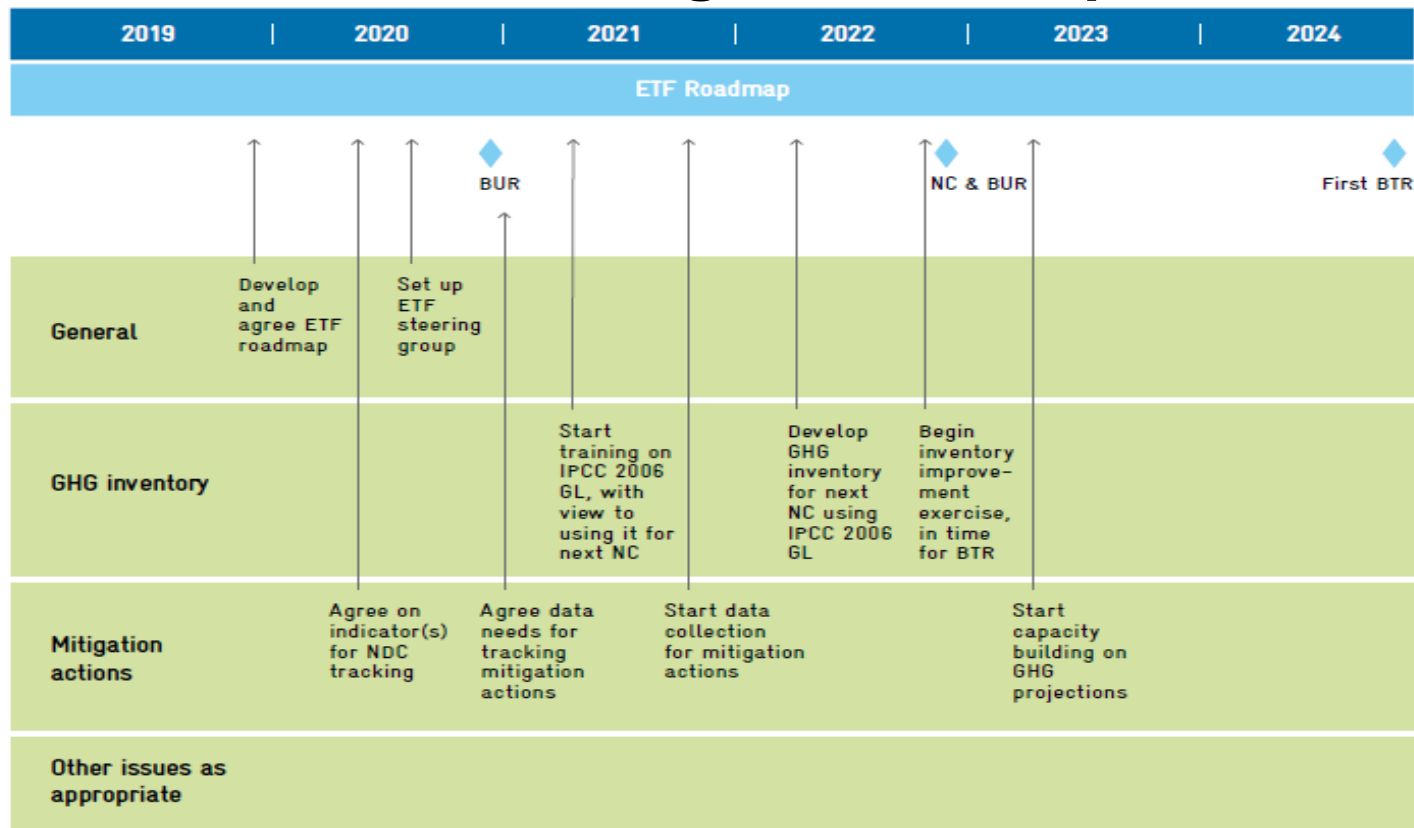 2019 | 2020 | 2021 | 2022 | 2023 | 2024
ETF Roadmap
BUR
NC & BUR
First BTR
General
Develop
and
agree ETF
roadmap
Set up
ETF
steering
group
GHG inventory
Start
training on
IPCC 2006
GL, with
view to
using it for
next NC
Develop
GHG
inventory
for next
NC using
IPCC 2006
GL
Begin
inventory
improve-
ment
exercise,
in time
for BTR
Mitigation
actions
Agree on
indicator(s)
for NDC
tracking
Agree data
needs for
tracking
mitigation
actions
Start data
collection
for mitigation
actions
Start
capacity
building on
GHG
projections
Other issues as
appropriate